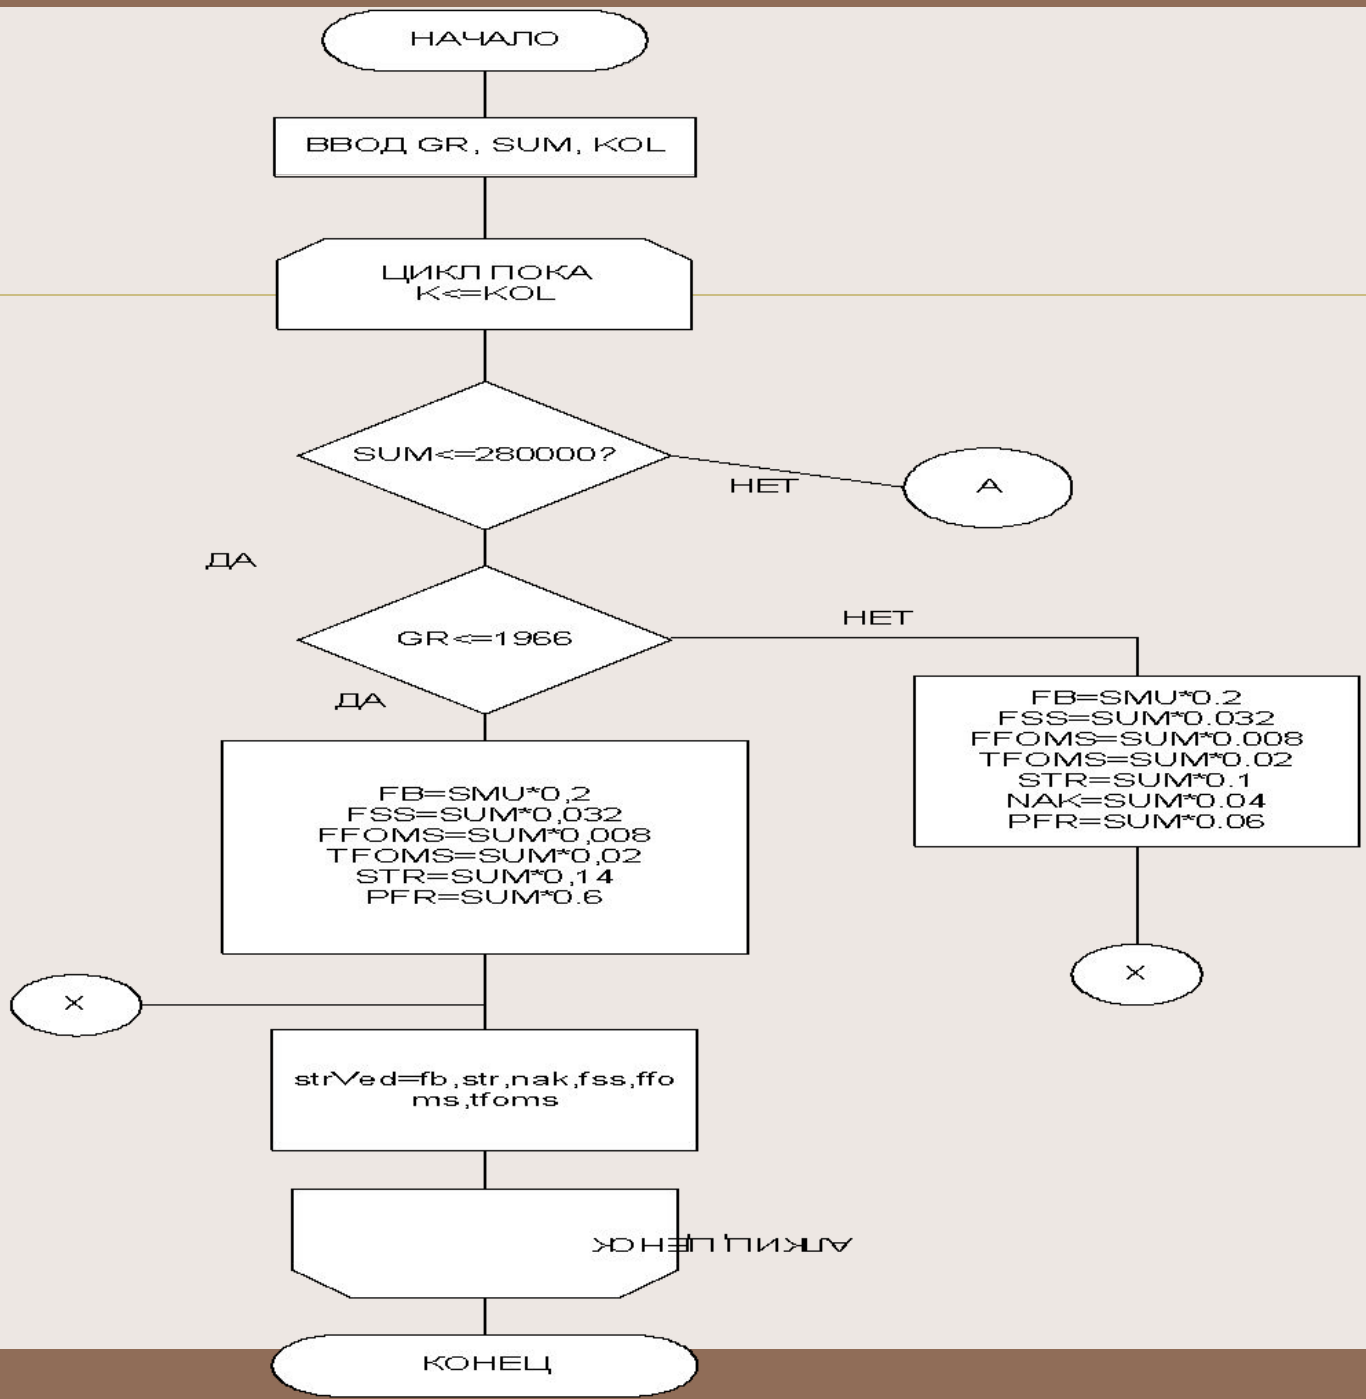 НАЧАЛО
ВВОД GR, SUM, KOL
ЦИКЛ ПОКА
K<=KOL
SUM<=280000?
НЕТ
A
ДА
GR<=1966
НЕТ
ДА
FB=SMU*0.2
FSS=SUM*0.032
FFOMS=SUM*0.008
TFOMS=SUM*0.02
STR=SUM*0.1
NAK=SUM*0.04
PFR=SUM*0.06
FB=SMU*0,2
FSS=SUM*0,032
FFOMS=SUM*0,008
TFOMS=SUM*0,02
STR=SUM*0,14
PFR=SUM*0.6
X
X
strVed=fb,str,nak,fss,ffo
ms,tfoms
КОНЕЦ ЦИКЛА
КОНЕЦ